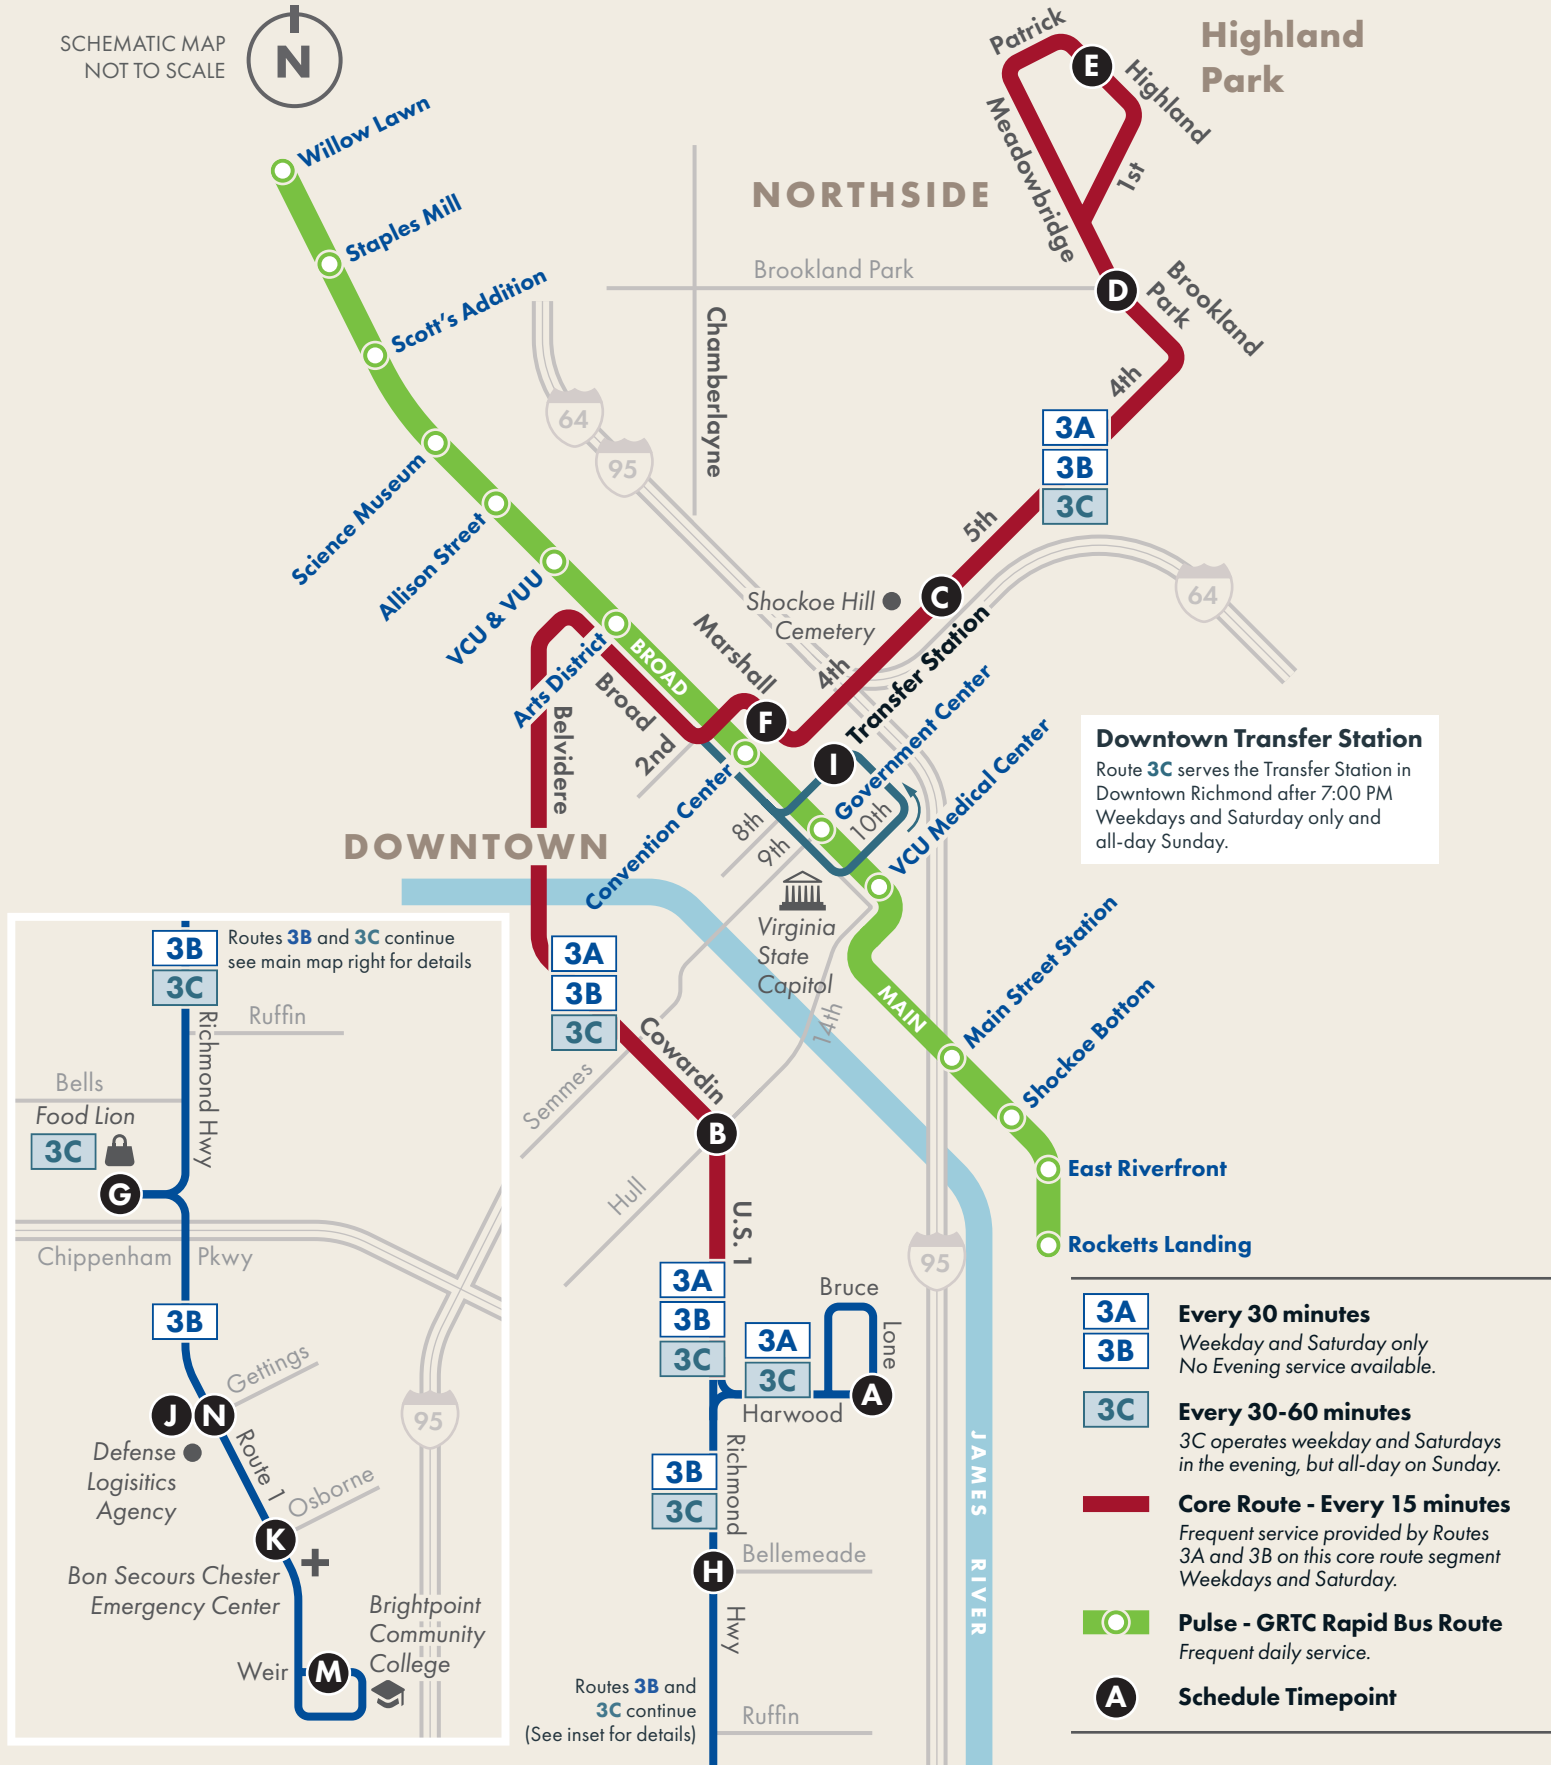 SCHEMATIC MAP
NOT TO SCALE
N
Highland
Park
Patrick
E
Highland
Meadowbridge
1st
NORTHSIDE
Brookland Park
Chamberlayne
D
Brookland
Park
4th
3A
3B
3C
5th
C
Shockoe Hill
Cemetery
64
95
64
Willow Lawn
Staples Mill
Scott's Addition
Science Museum
Allison Street
VCU & VUU
Arts District
BROAD
Broad
Marshall
4th
F
2nd
Belvidere
I
Transfer Station
Government Center
VCU Medical Center
Convention Center
8th
9th
10th
DOWNTOWN
Virginia
State
Capitol
14th
Downtown Transfer Station
Route 3C serves the Transfer Station in
Downtown Richmond after 7:00 PM
Weekdays and Saturday only and
all-day Sunday.
MAIN
Main Street Station
Shockoe Bottom
East Riverfront
Rocketts Landing
3A
3B
3C
Cowardin
Semmes
B
Hull
U.S. 1
95
3A
3B
3C
3A
3C
Bruce
Lone
A
Harwood
Richmond
3B
3C
Bellemeade
H
Hwy
JAMES RIVER
Routes 3B and
3C continue
(See inset for details)
Ruffin
3B
3C
Routes 3B and 3C continue
see main map right for details
Richmond Hwy
Ruffin
Bells
Food Lion
3C
G
Chippenham Pkwy
3B
Gettings
J
N
Defense
Logisitics
Agency
Route 1
95
Osborne
K
Bon Secours Chester
Emergency Center
Brightpoint
Community
College
Weir
M
3A
3B
Every 30 minutes
Weekday and Saturday only
No Evening service available.
3C
Every 30-60 minutes
3C operates weekday and Saturdays
in the evening, but all-day on Sunday.
Core Route - Every 15 minutes
Frequent service provided by Routes
3A and 3B on this core route segment
Weekdays and Saturday.
Pulse - GRTC Rapid Bus Route
Frequent daily service.
A
Schedule Timepoint